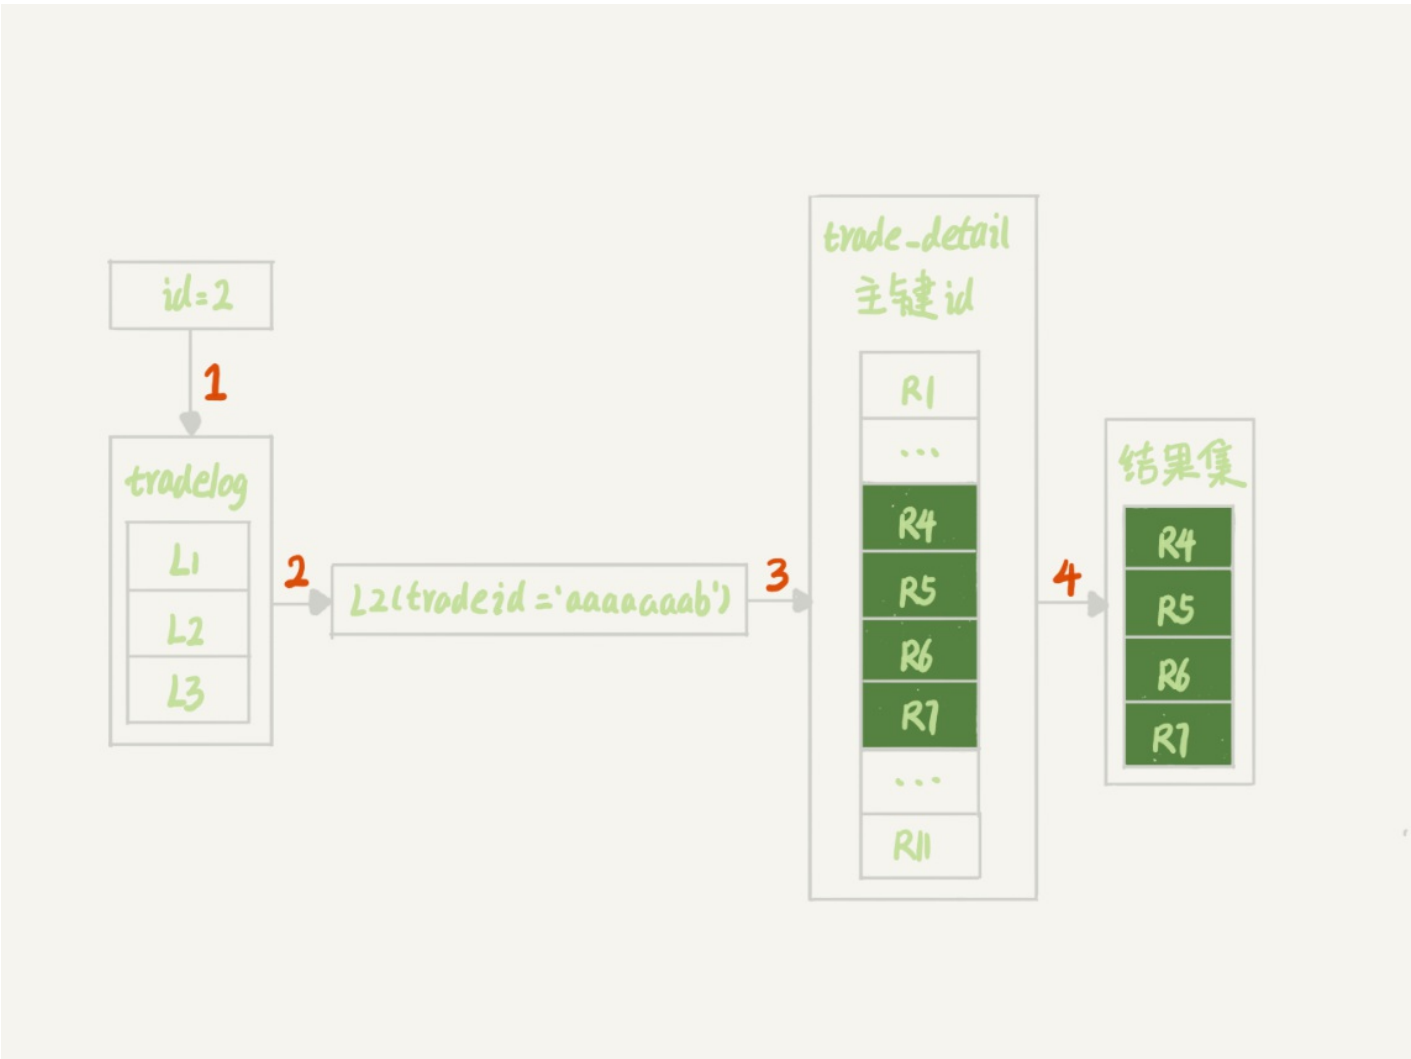 id=2
1
tradelog
L1
L2
L3
2
L2(tradeid='aaaaaaab')
3
trade_detail
主键id
R1
...
R4
R5
R6
R7
...
R11
4
结果集
R4
R5
R6
R7